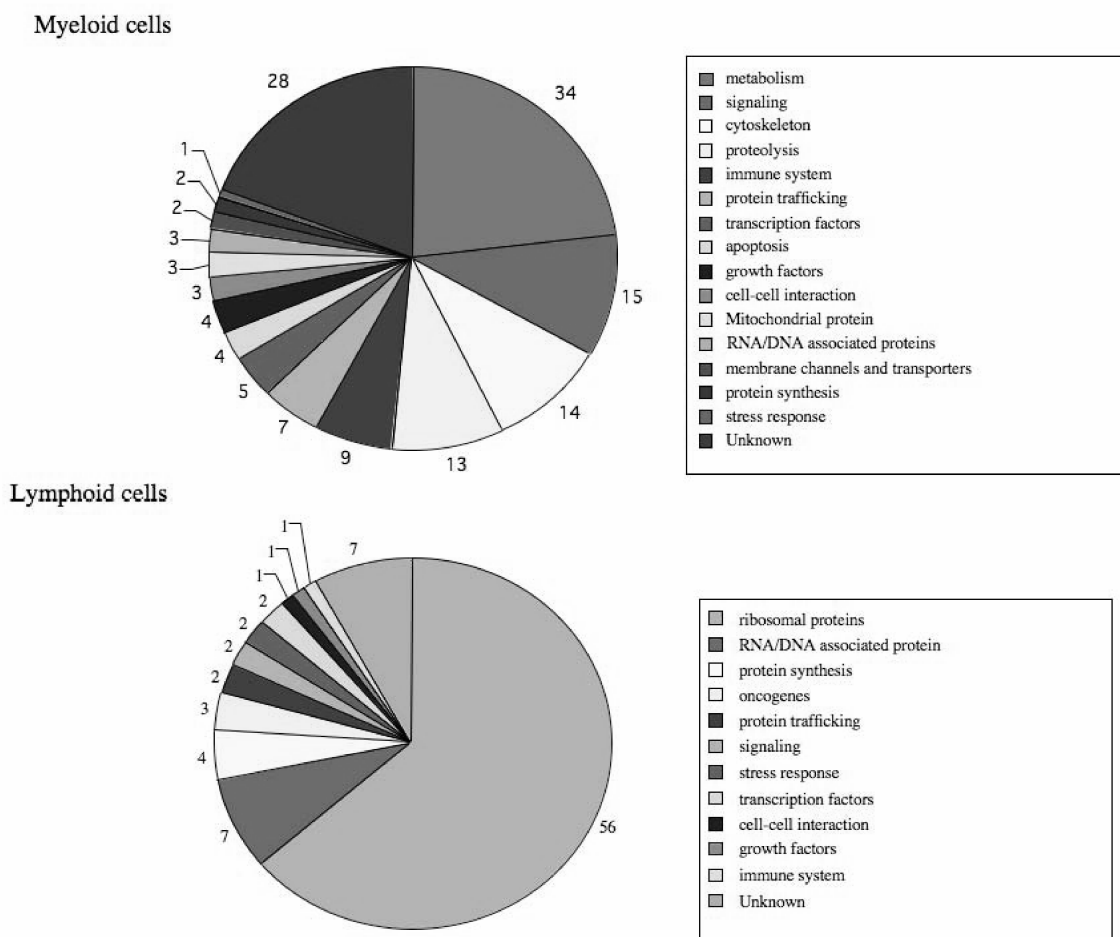 Myeloid cells
28
34
1
2
2
3
3
3
4
4
5
7
9
13
14
15
metabolism
signaling
cytoskeleton
proteolysis
immune system
protein trafficking
transcription factors
apoptosis
growth factors
cell-cell interaction
Mitochondrial protein
RNA/DNA associated proteins
membrane channels and transporters
protein synthesis
stress response
Unknown
Lymphoid cells
1
7
1
1
2
2
2
2
3
4
7
56
ribosomal proteins
RNA/DNA associated protein
protein synthesis
oncogenes
protein trafficking
signaling
stress response
transcription factors
cell-cell interaction
growth factors
immune system
Unknown